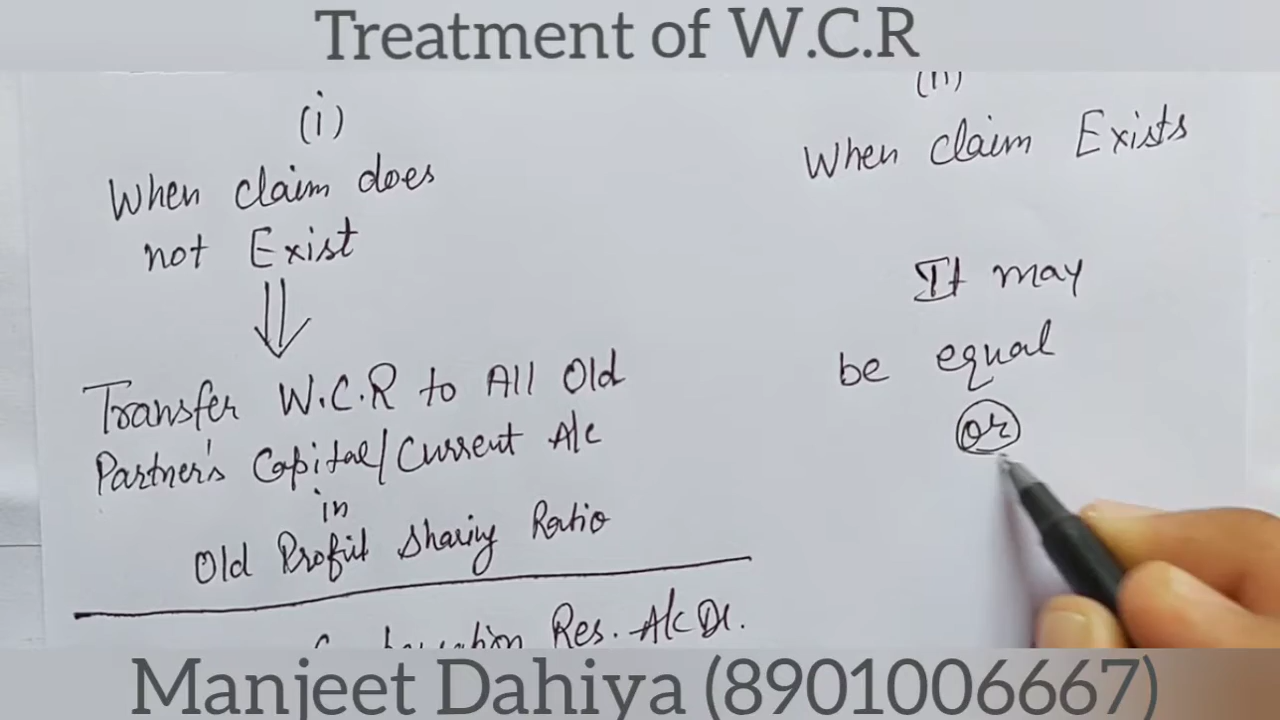 Treatment of W.C.R
(i)
When claim does
not Exist
Transfer W.C.R to All Old
Partner's Capital/Current A/c
in
Old Profit Sharing Ratio
Res. A/c Dr.
(ii)
When claim Exists
It may
be equal
or
Manjeet Dahiya (8901006667)